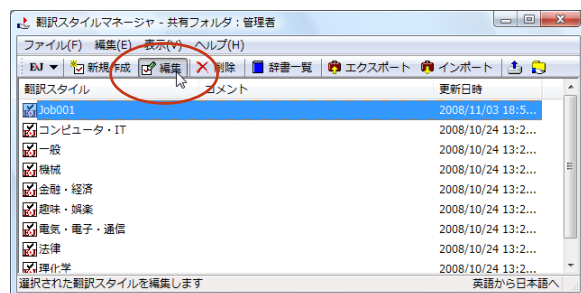 翻訳スタイルマネージャ - 共有フォルダ : 管理者
ファイル(F) 編集(E) 表示(V) ヘルプ(H)
EJ ▼ 新規作成 編集 削除 辞書一覧 エクスポート インポート
翻訳スタイル コメント 更新日時
Job001 2008/11/03 18:5...
コンピュータ・IT 2008/10/24 13:2...
一般 2008/10/24 13:2...
機械 2008/10/24 13:2...
金融・経済 2008/10/24 13:2...
趣味・娯楽 2008/10/24 13:2...
電気・電子・通信 2008/10/24 13:2...
法律 2008/10/24 13:2...
理化学 2008/10/24 13:2...
選択された翻訳スタイルを編集します 英語から日本語へ